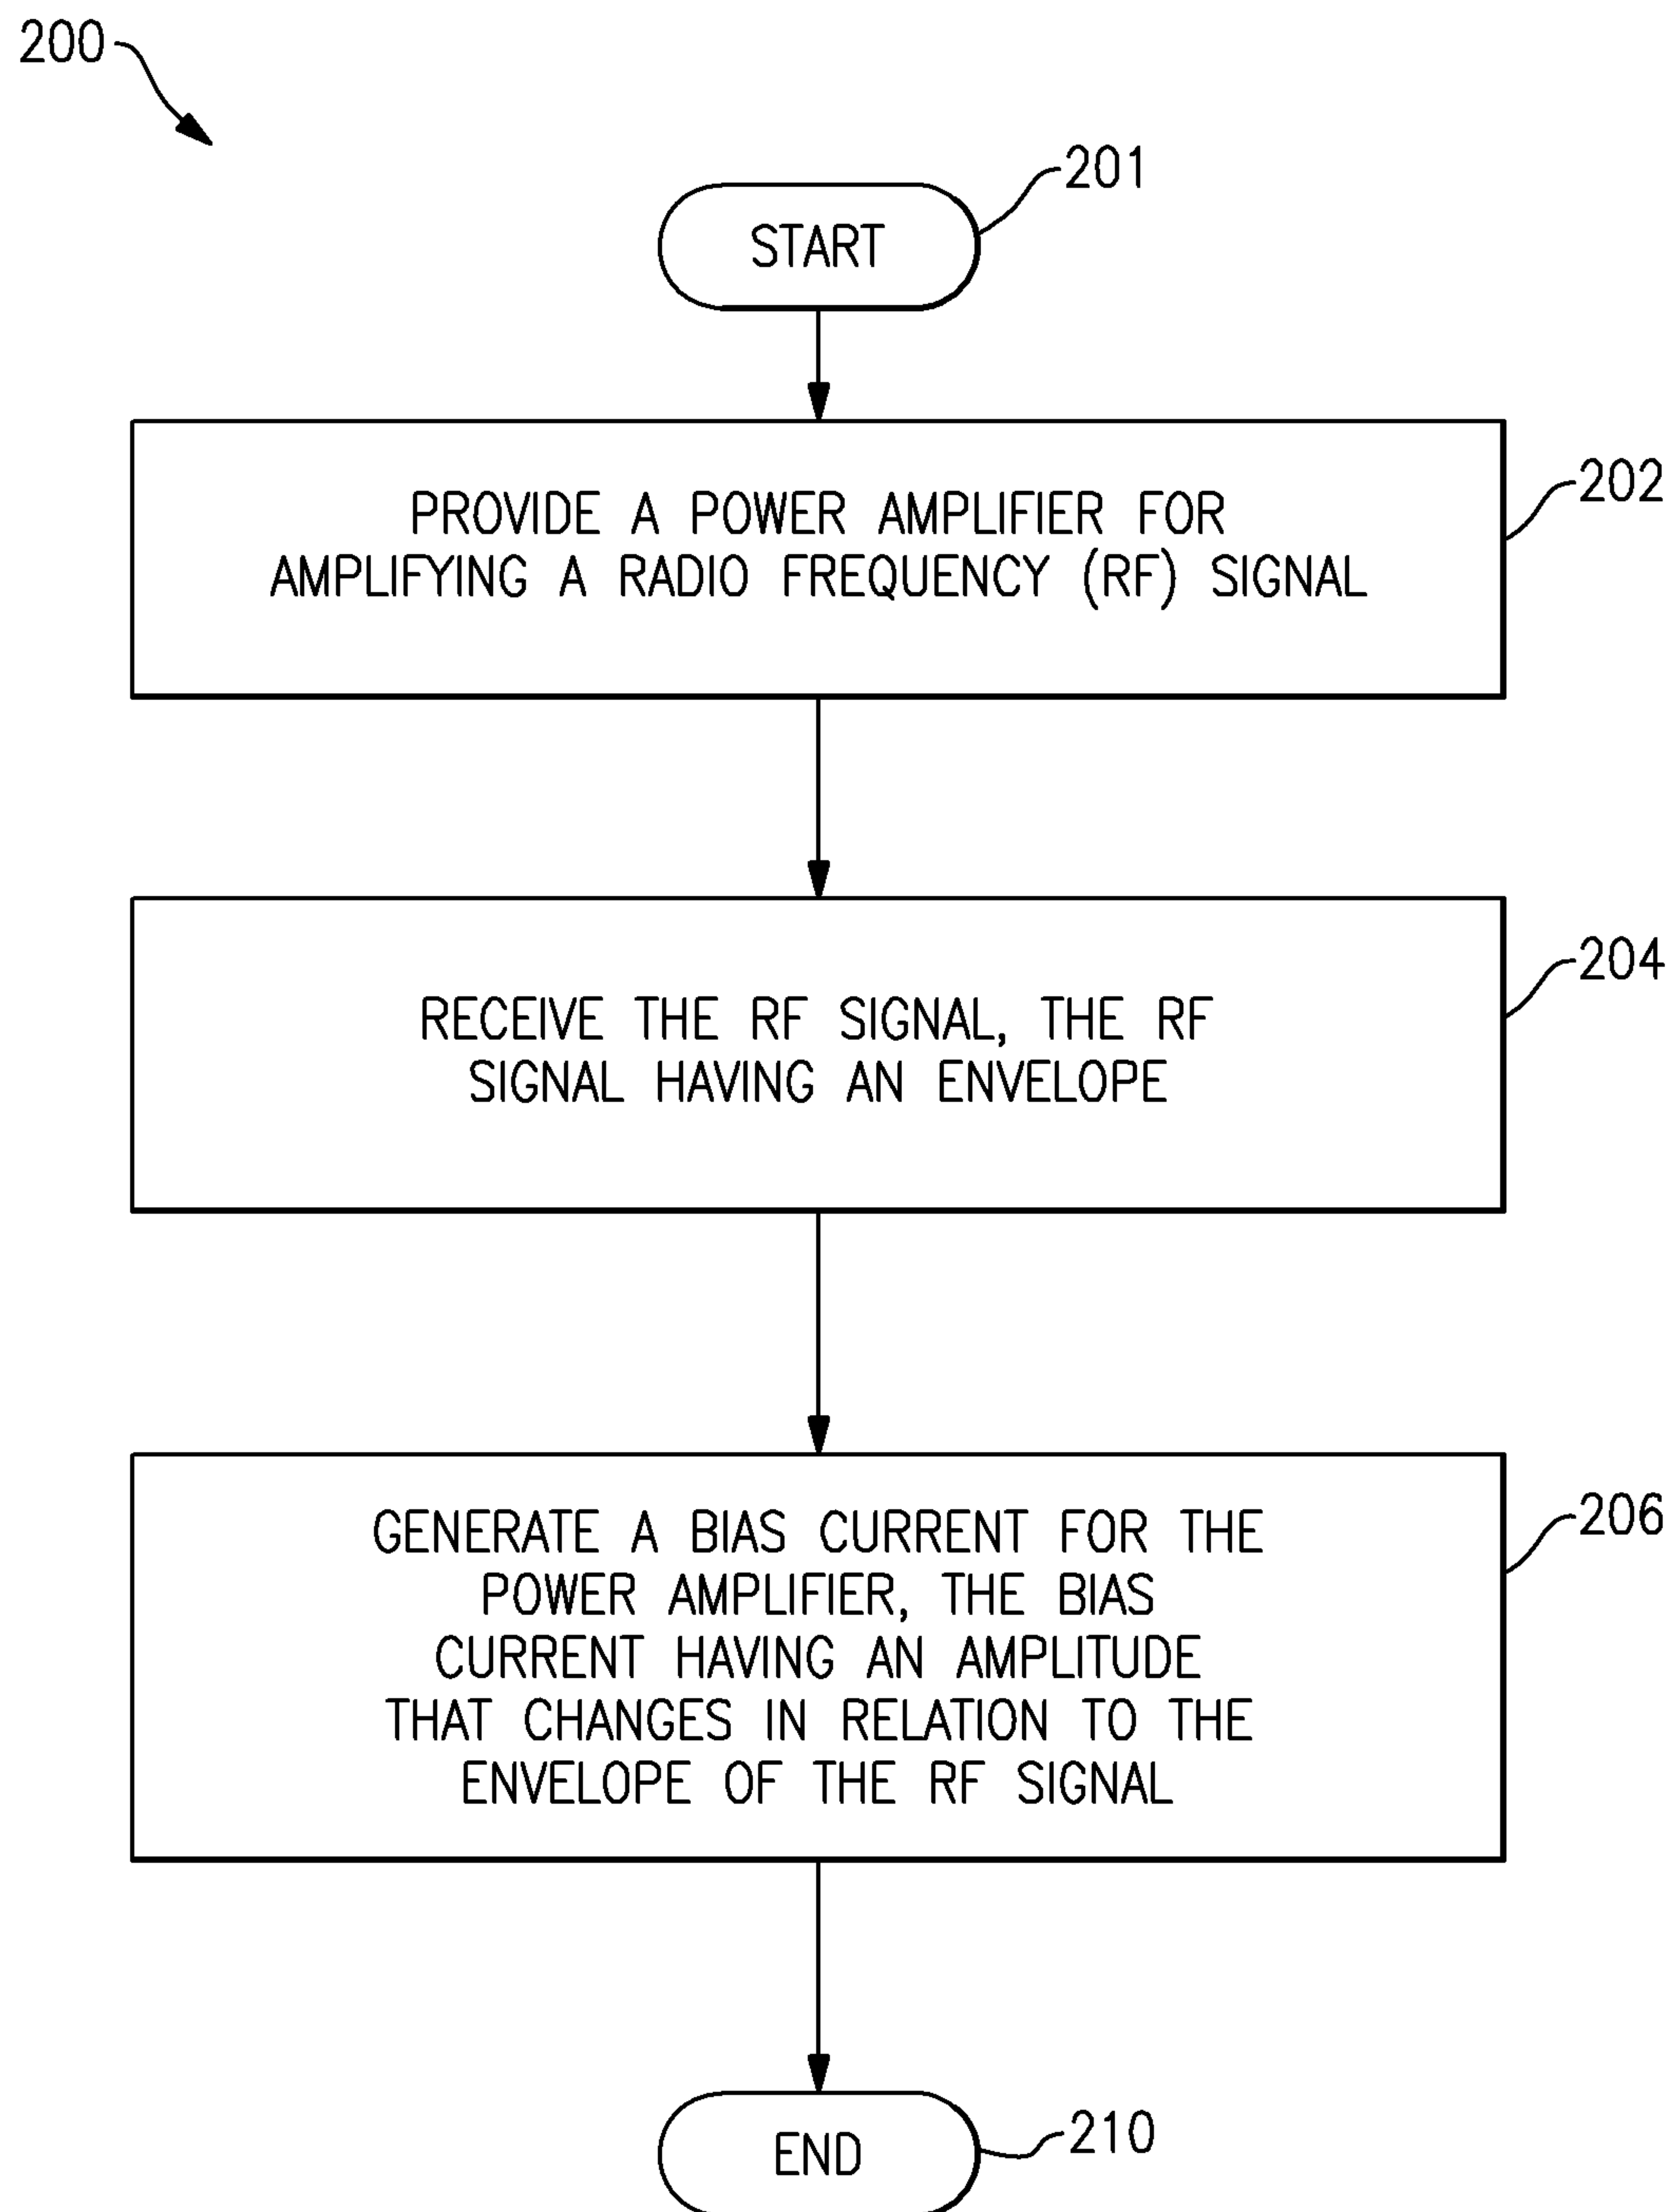 200
201
START
202
PROVIDE A POWER AMPLIFIER FOR
AMPLIFYING A RADIO FREQUENCY (RF) SIGNAL
204
RECEIVE THE RF SIGNAL, THE RF
SIGNAL HAVING AN ENVELOPE
206
GENERATE A BIAS CURRENT FOR THE
POWER AMPLIFIER, THE BIAS
CURRENT HAVING AN AMPLITUDE
THAT CHANGES IN RELATION TO THE
ENVELOPE OF THE RF SIGNAL
210
END